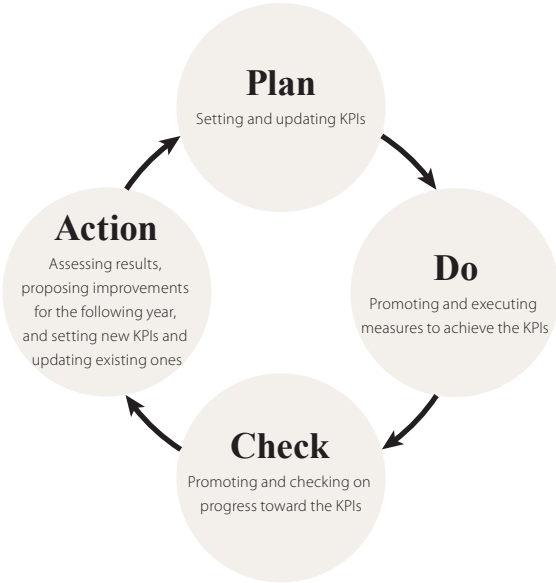 Plan
Setting and updating KPIs
Do
Promoting and executing
measures to achieve the KPIs
Check
Promoting and checking on
progress toward the KPIs
Action
Assessing results,
proposing improvements
for the following year,
and setting new KPIs and
updating existing ones